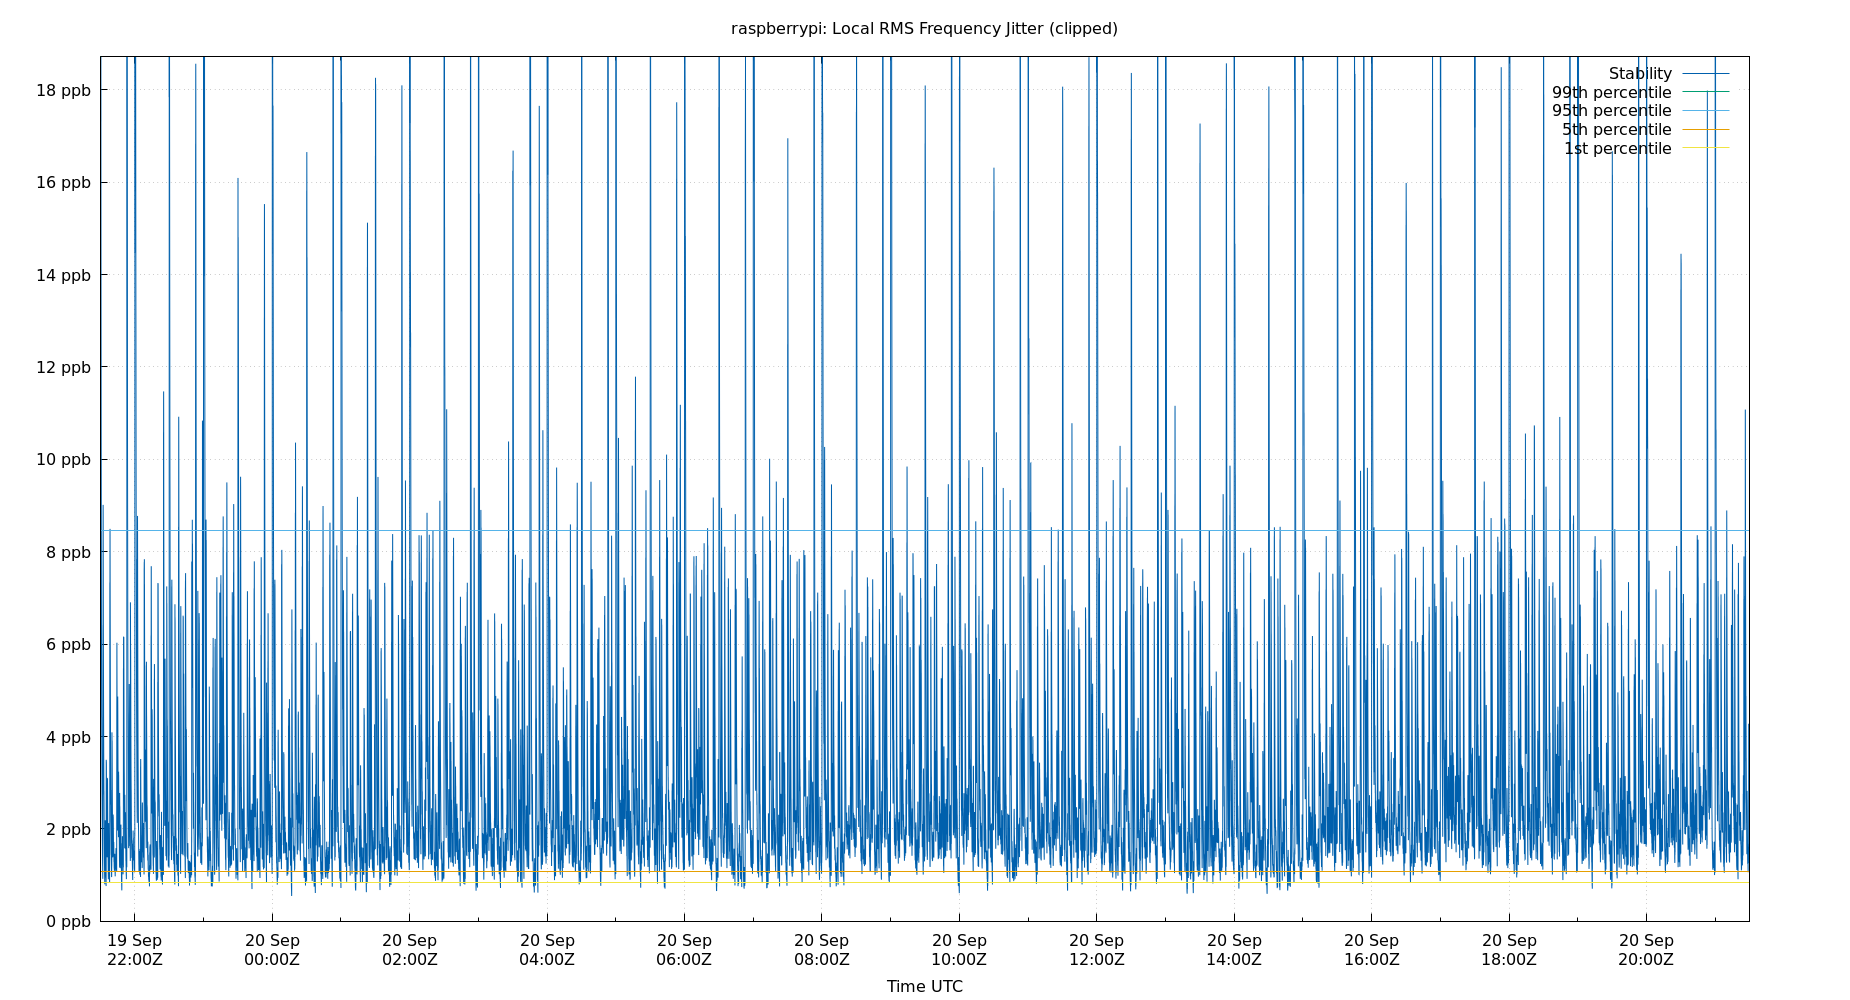 raspberrypi: Local RMS Frequency Jitter (clipped)
Stability
99th percentile
95th percentile
5th percentile
1st percentile
18 ppb
16 ppb
14 ppb
12 ppb
10 ppb
8 ppb
6 ppb
4 ppb
2 ppb
0 ppb
19 Sep 20 Sep 20 Sep 20 Sep 20 Sep 20 Sep 20 Sep 20 Sep 20 Sep 20 Sep 20 Sep 20 Sep
22:00Z 00:00Z 02:00Z 04:00Z 06:00Z 08:00Z 10:00Z 12:00Z 14:00Z 16:00Z 18:00Z 20:00Z
Time UTC